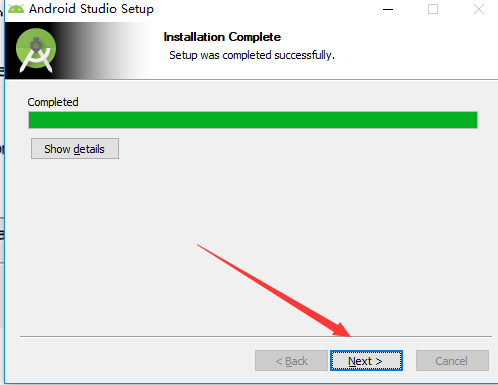 Android Studio Setup
Installation Complete
Setup was completed successfully.
Completed
Show details
< Back
Next >
Cancel